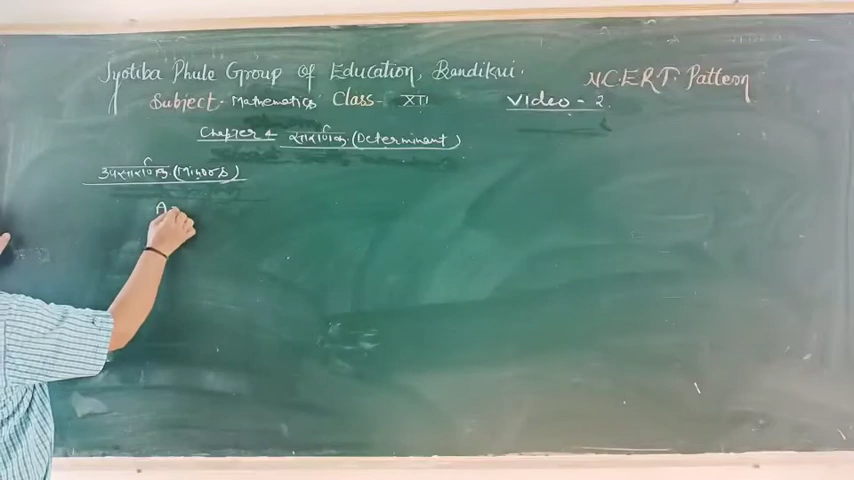 Jyotiba Phule Group of Education, Bandikui.
N.C.E.R.T. Pattern
Subject- Mathematics Class- XII
Video - 2
Chapter 4 सारणिक (Determinant)
उपसारणिक (Minors)
A =